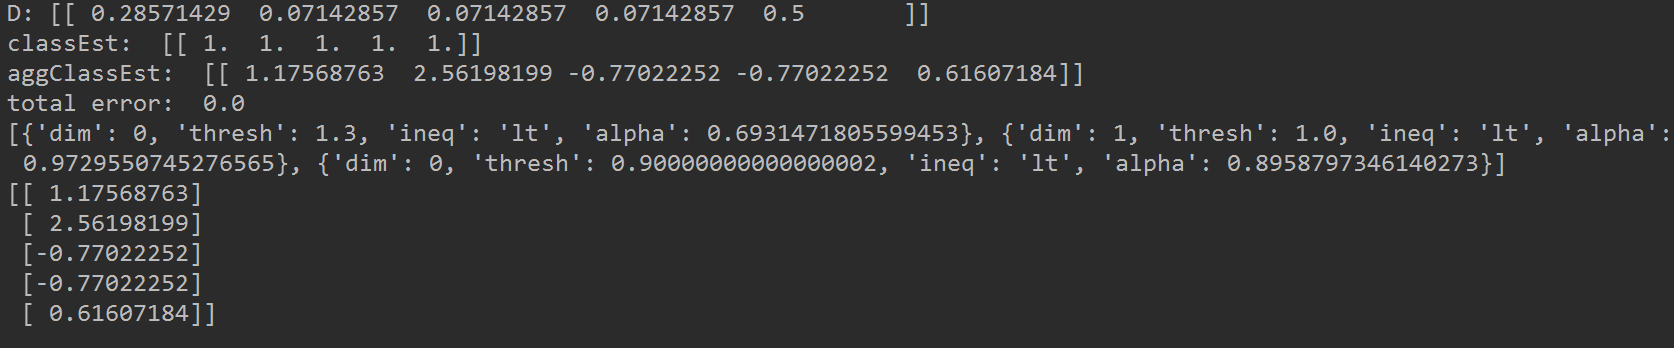 D: [[ 0.28571429  0.07142857  0.07142857  0.07142857  0.5       ]]
classEst:  [[ 1.  1.  1.  1.  1.]]
aggClassEst:  [[ 1.17568763  2.56198199 -0.77022252 -0.77022252  0.61607184]]
total error:  0.0
[{'dim': 0, 'thresh': 1.3, 'ineq': 'lt', 'alpha': 0.6931471805599453}, {'dim': 1, 'thresh': 1.0, 'ineq': 'lt', 'alpha':
 0.9729550745276565}, {'dim': 0, 'thresh': 0.90000000000000002, 'ineq': 'lt', 'alpha': 0.8958797346140273}]
[[ 1.17568763]
 [ 2.56198199]
 [-0.77022252]
 [-0.77022252]
 [ 0.61607184]]